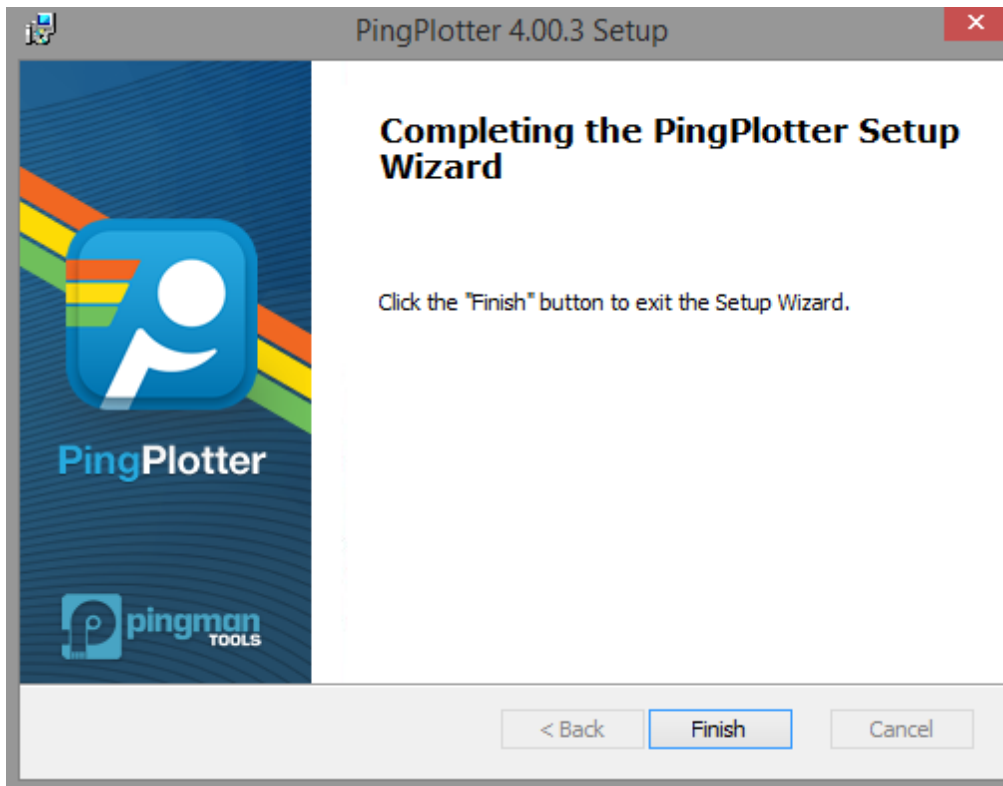 PingPlotter 4.00.3 Setup
Completing the PingPlotter Setup
Wizard
Click the "Finish" button to exit the Setup Wizard.
PingPlotter
pingman
TOOLS
< Back
Finish
Cancel